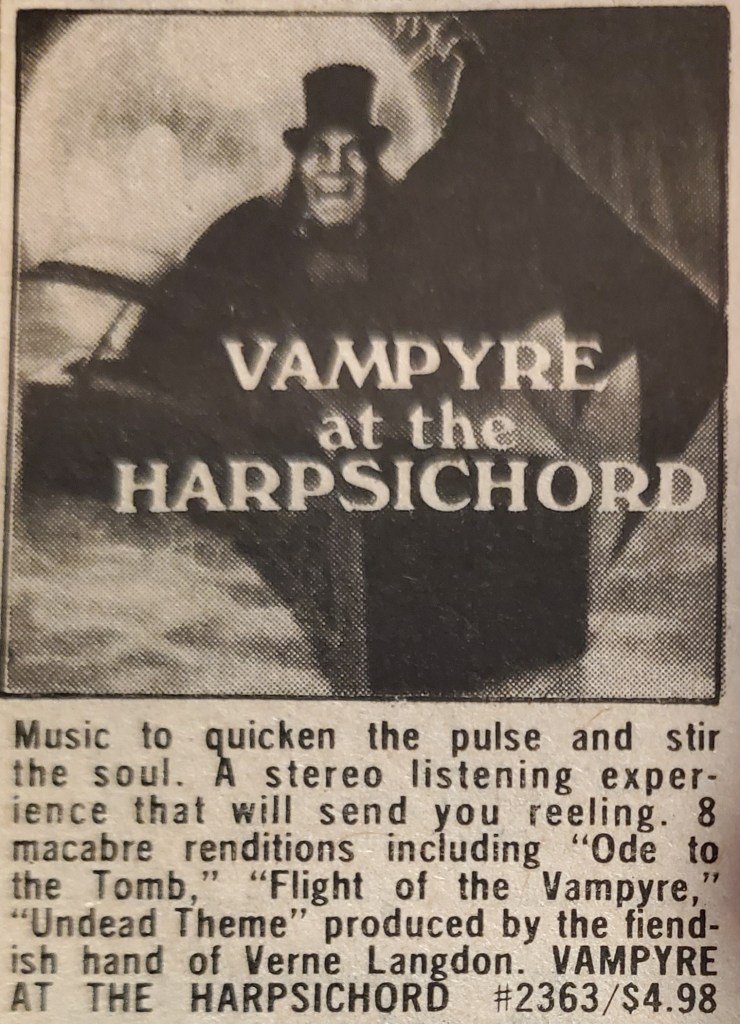 VAMPYRE
at the
HARPSICHORD
Music to quicken the pulse and stir
the soul. A stereo listening exper-
ience that will send you reeling. 8
macabre renditions including “Ode to
the Tomb,” “Flight of the Vampyre,”
“Undead Theme” produced by the fiend-
ish hand of Verne Langdon. VAMPYRE
AT THE HARPSICHORD #2363/$4.98